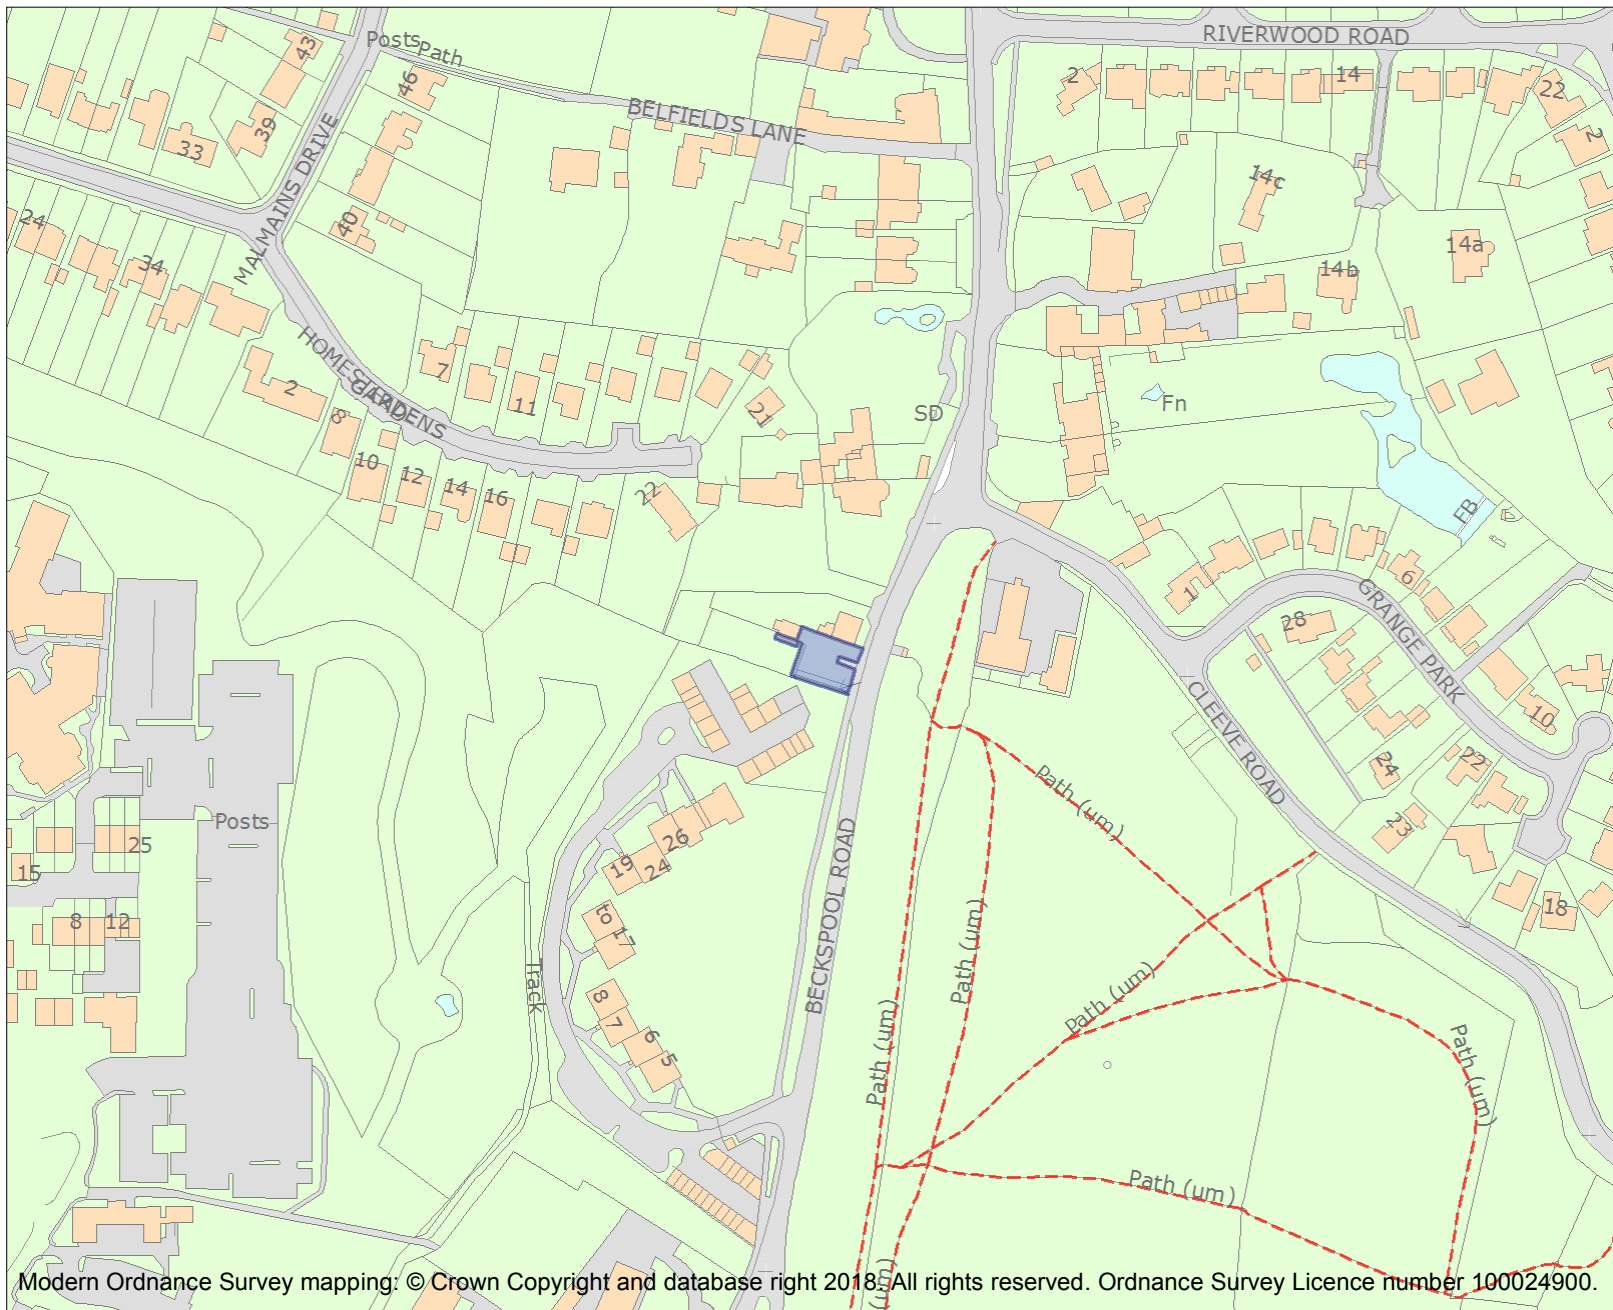 Posts
Path
43
RIVERWOOD ROAD
2
14
22
46
BELFIELDS LANE
39
33
2
MALMAINS DRIVE
14c
24
40
34
14a
14b
HOMESTEAD
GARDENS
7
2
11
8
21
SD
Fn
10
12
14
16
22
FB
1
6
28
GRANGE PARK
CLEEVE ROAD
10
22
24
23
Path (um)
Posts
25
26
19
24
15
BECKSPOOL ROAD
8
12
to
17
18
Path (um)
Track
Path (um)
8
7
6
5
Path (um)
Path (um)
Path (um)
(um)
Modern Ordnance Survey mapping: © Crown Copyright and database right 2018. All rights reserved. Ordnance Survey Licence number 100024900.